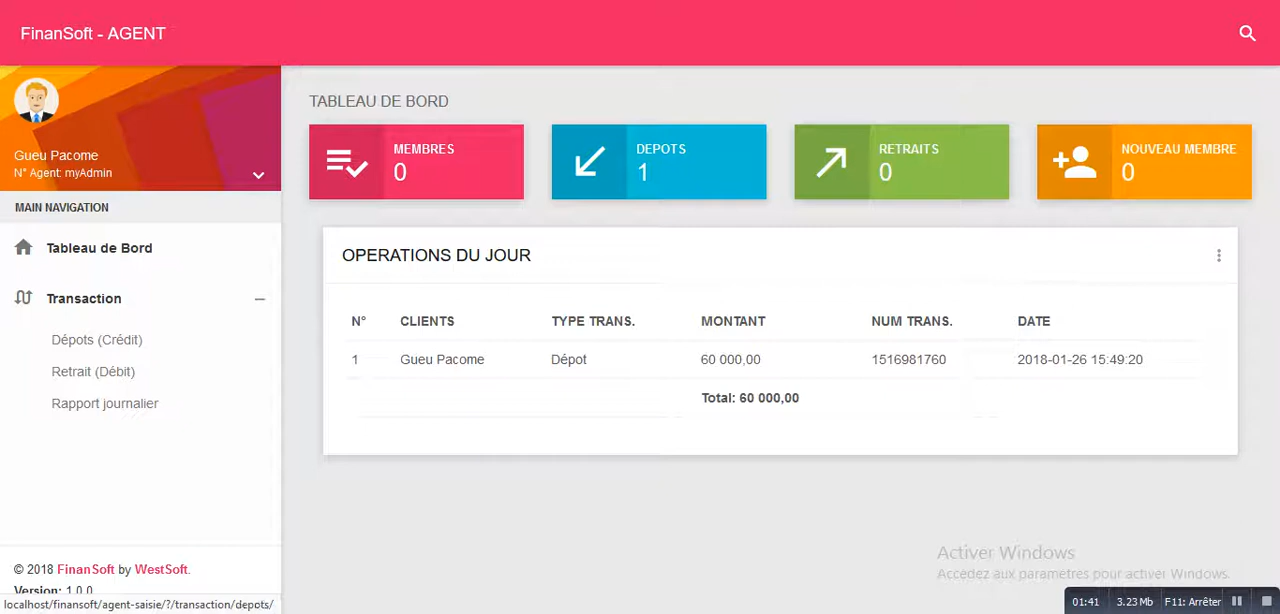 FinanSoft - AGENT
Gueu Pacome
N° Agent: myAdmin
MAIN NAVIGATION
Tableau de Bord
Transaction
Dépots (Crédit)
Retrait (Débit)
Rapport journalier
© 2018 FinanSoft by WestSoft.
Version: 1.0.0
localhost/finansoft/agent-saisie/?/transaction/depots/
TABLEAU DE BORD
MEMBRES
0
DEPOTS
1
RETRAITS
0
NOUVEAU MEMBRE
0
OPERATIONS DU JOUR
N° CLIENTS TYPE TRANS. MONTANT NUM TRANS. DATE
1 Gueu Pacome Dépot 60 000,00 1516981760 2018-01-26 15:49:20
Total: 60 000,00
Activer Windows
Accédez aux paramètres pour activer Windows.
01:41 3.23 Mb F11: Arrêter